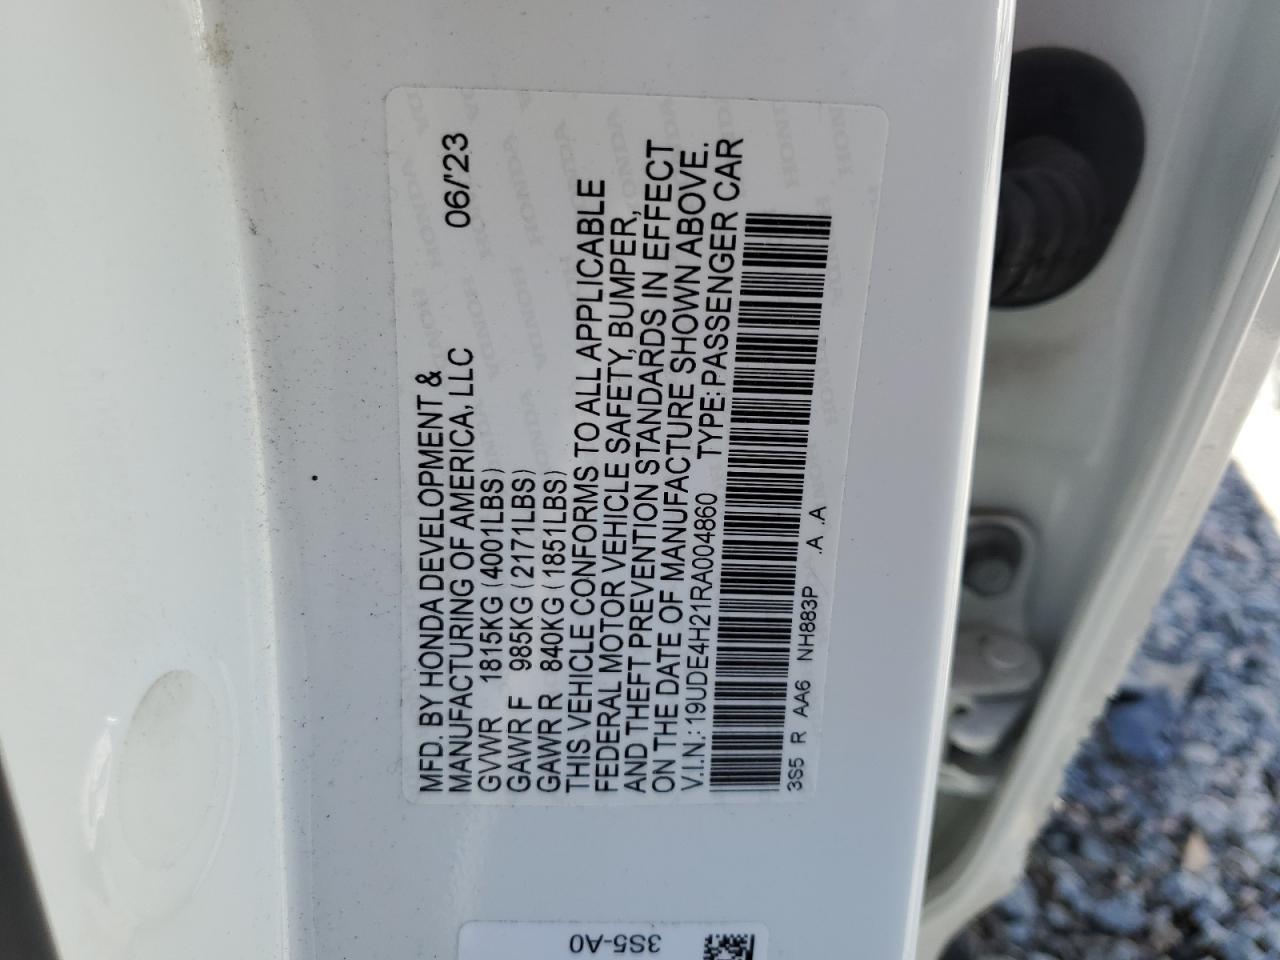 MFD. BY HONDA DEVELOPMENT &
MANUFACTURING OF AMERICA, LLC 06/'23
GVWR 1815KG (4001LBS)
GAWR F 985KG (2171LBS)
GAWR R 840KG (1851LBS)
THIS VEHICLE CONFORMS TO ALL APPLICABLE
FEDERAL MOTOR VEHICLE SAFETY, BUMPER,
AND THEFT PREVENTION STANDARDS IN EFFECT
ON THE DATE OF MANUFACTURE SHOWN ABOVE.
V.I.N.: 19UDE4H21RA004860 TYPE: PASSENGER CAR
3S5 R AA6 NH883P .A .A
3S5-A0